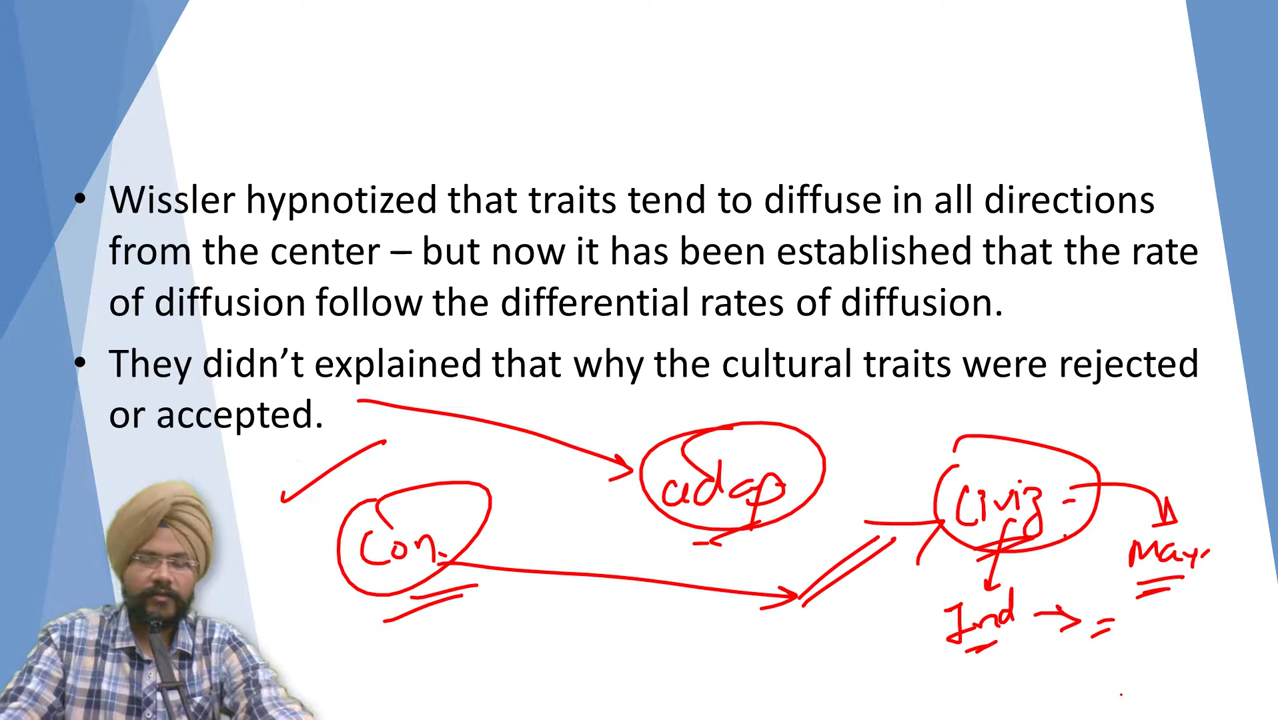 • Wissler hypnotized that traits tend to diffuse in all directions
from the center – but now it has been established that the rate
of diffusion follow the differential rates of diffusion.
• They didn’t explained that why the cultural traits were rejected
or accepted.
adap
Con.
Civiz
May
Ind